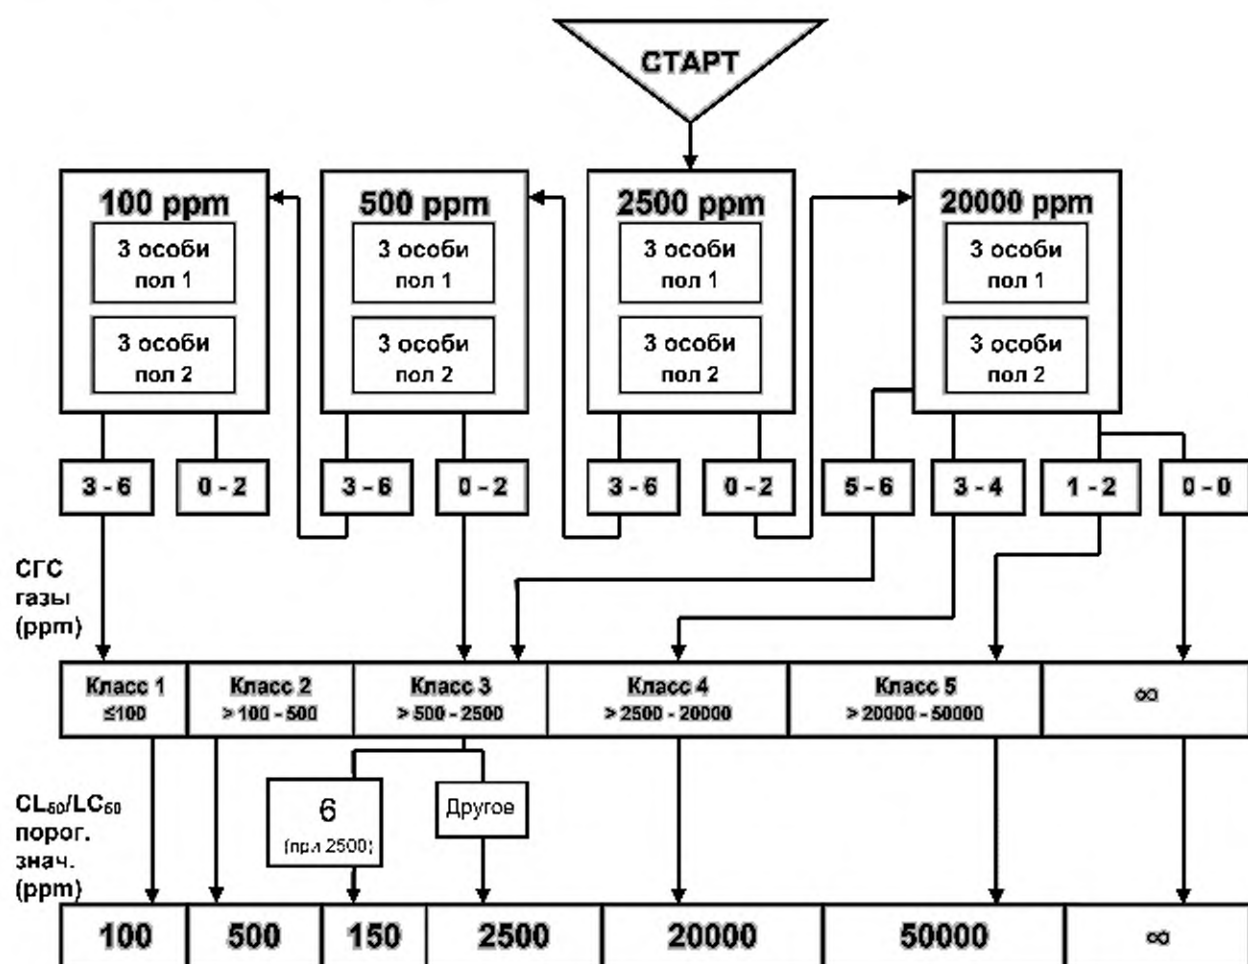 СТАРТ
100 ppm
3 особи
пол 1
3 особи
пол 2
500 ppm
3 особи
пол 1
3 особи
пол 2
2500 ppm
3 особи
пол 1
3 особи
пол 2
20000 ppm
3 особи
пол 1
3 особи
пол 2
3 - 6
0 - 2
3 - 6
0 - 2
3 - 6
0 - 2
5 - 6
3 - 4
1 - 2
0 - 0
СГС
газы
(ppm)
Класс 1
≤100
Класс 2
> 100 - 500
Класс 3
> 500 - 2500
Класс 4
> 2500 - 20000
Класс 5
> 20000 - 50000
∞
CL₅₀/LC₅₀
порог.
знач.
(ppm)
6
(при 2500)
Другое
100
500
150
2500
20000
50000
∞